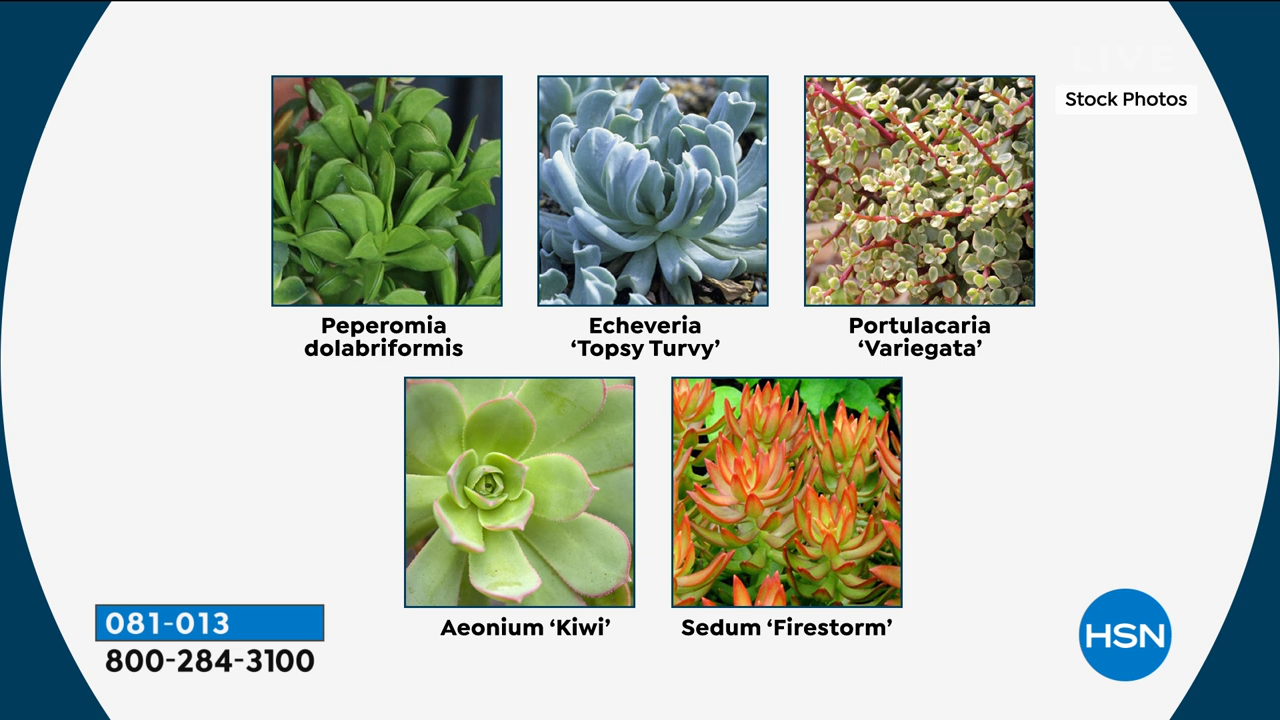 LIVE
Stock Photos
Peperomia
dolabriformis
Echeveria
‘Topsy Turvy’
Portulacaria
‘Variegata’
Aeonium ‘Kiwi’
Sedum ‘Firestorm’
081-013
800-284-3100
HSN